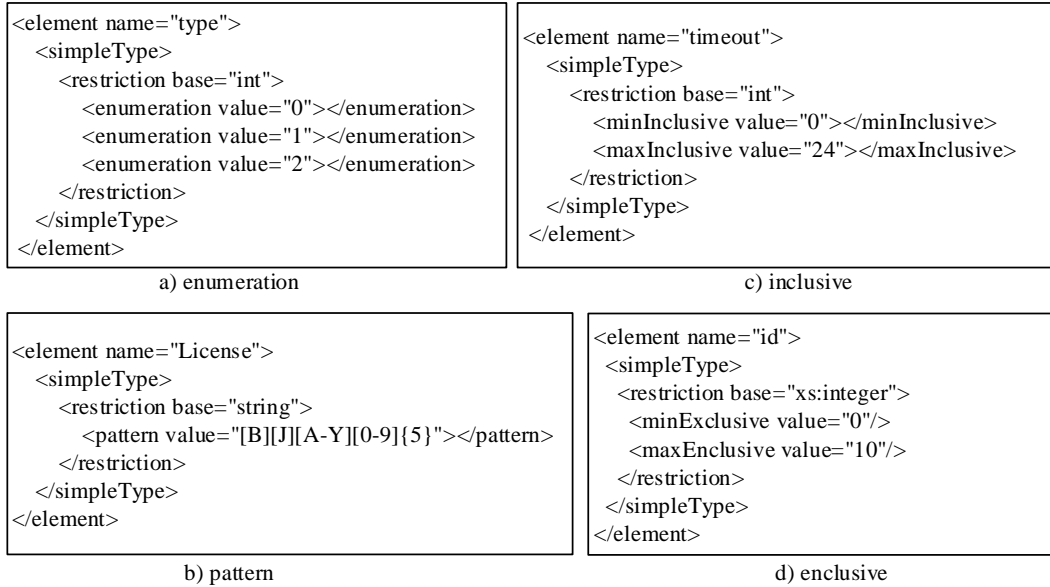 <element name="type">
<simpleType>
<restriction base="int">
<enumeration value="0"></enumeration>
<enumeration value="1"></enumeration>
<enumeration value="2"></enumeration>
</restriction>
</simpleType>
</element>
a) enumeration
<element name="timeout">
<simpleType>
<restriction base="int">
<minInclusive value="0"></minInclusive>
<maxInclusive value="24"></maxInclusive>
</restriction>
</simpleType>
</element>
c) inclusive
<element name="License">
<simpleType>
<restriction base="string">
<pattern value="[B][J][A-Y][0-9]{5}"></pattern>
</restriction>
</simpleType>
</element>
b) pattern
<element name="id">
<simpleType>
<restriction base="xs:integer">
<minExclusive value="0"/>
<maxEnclusive value="10"/>
</restriction>
</simpleType>
</element>
d) enclusive